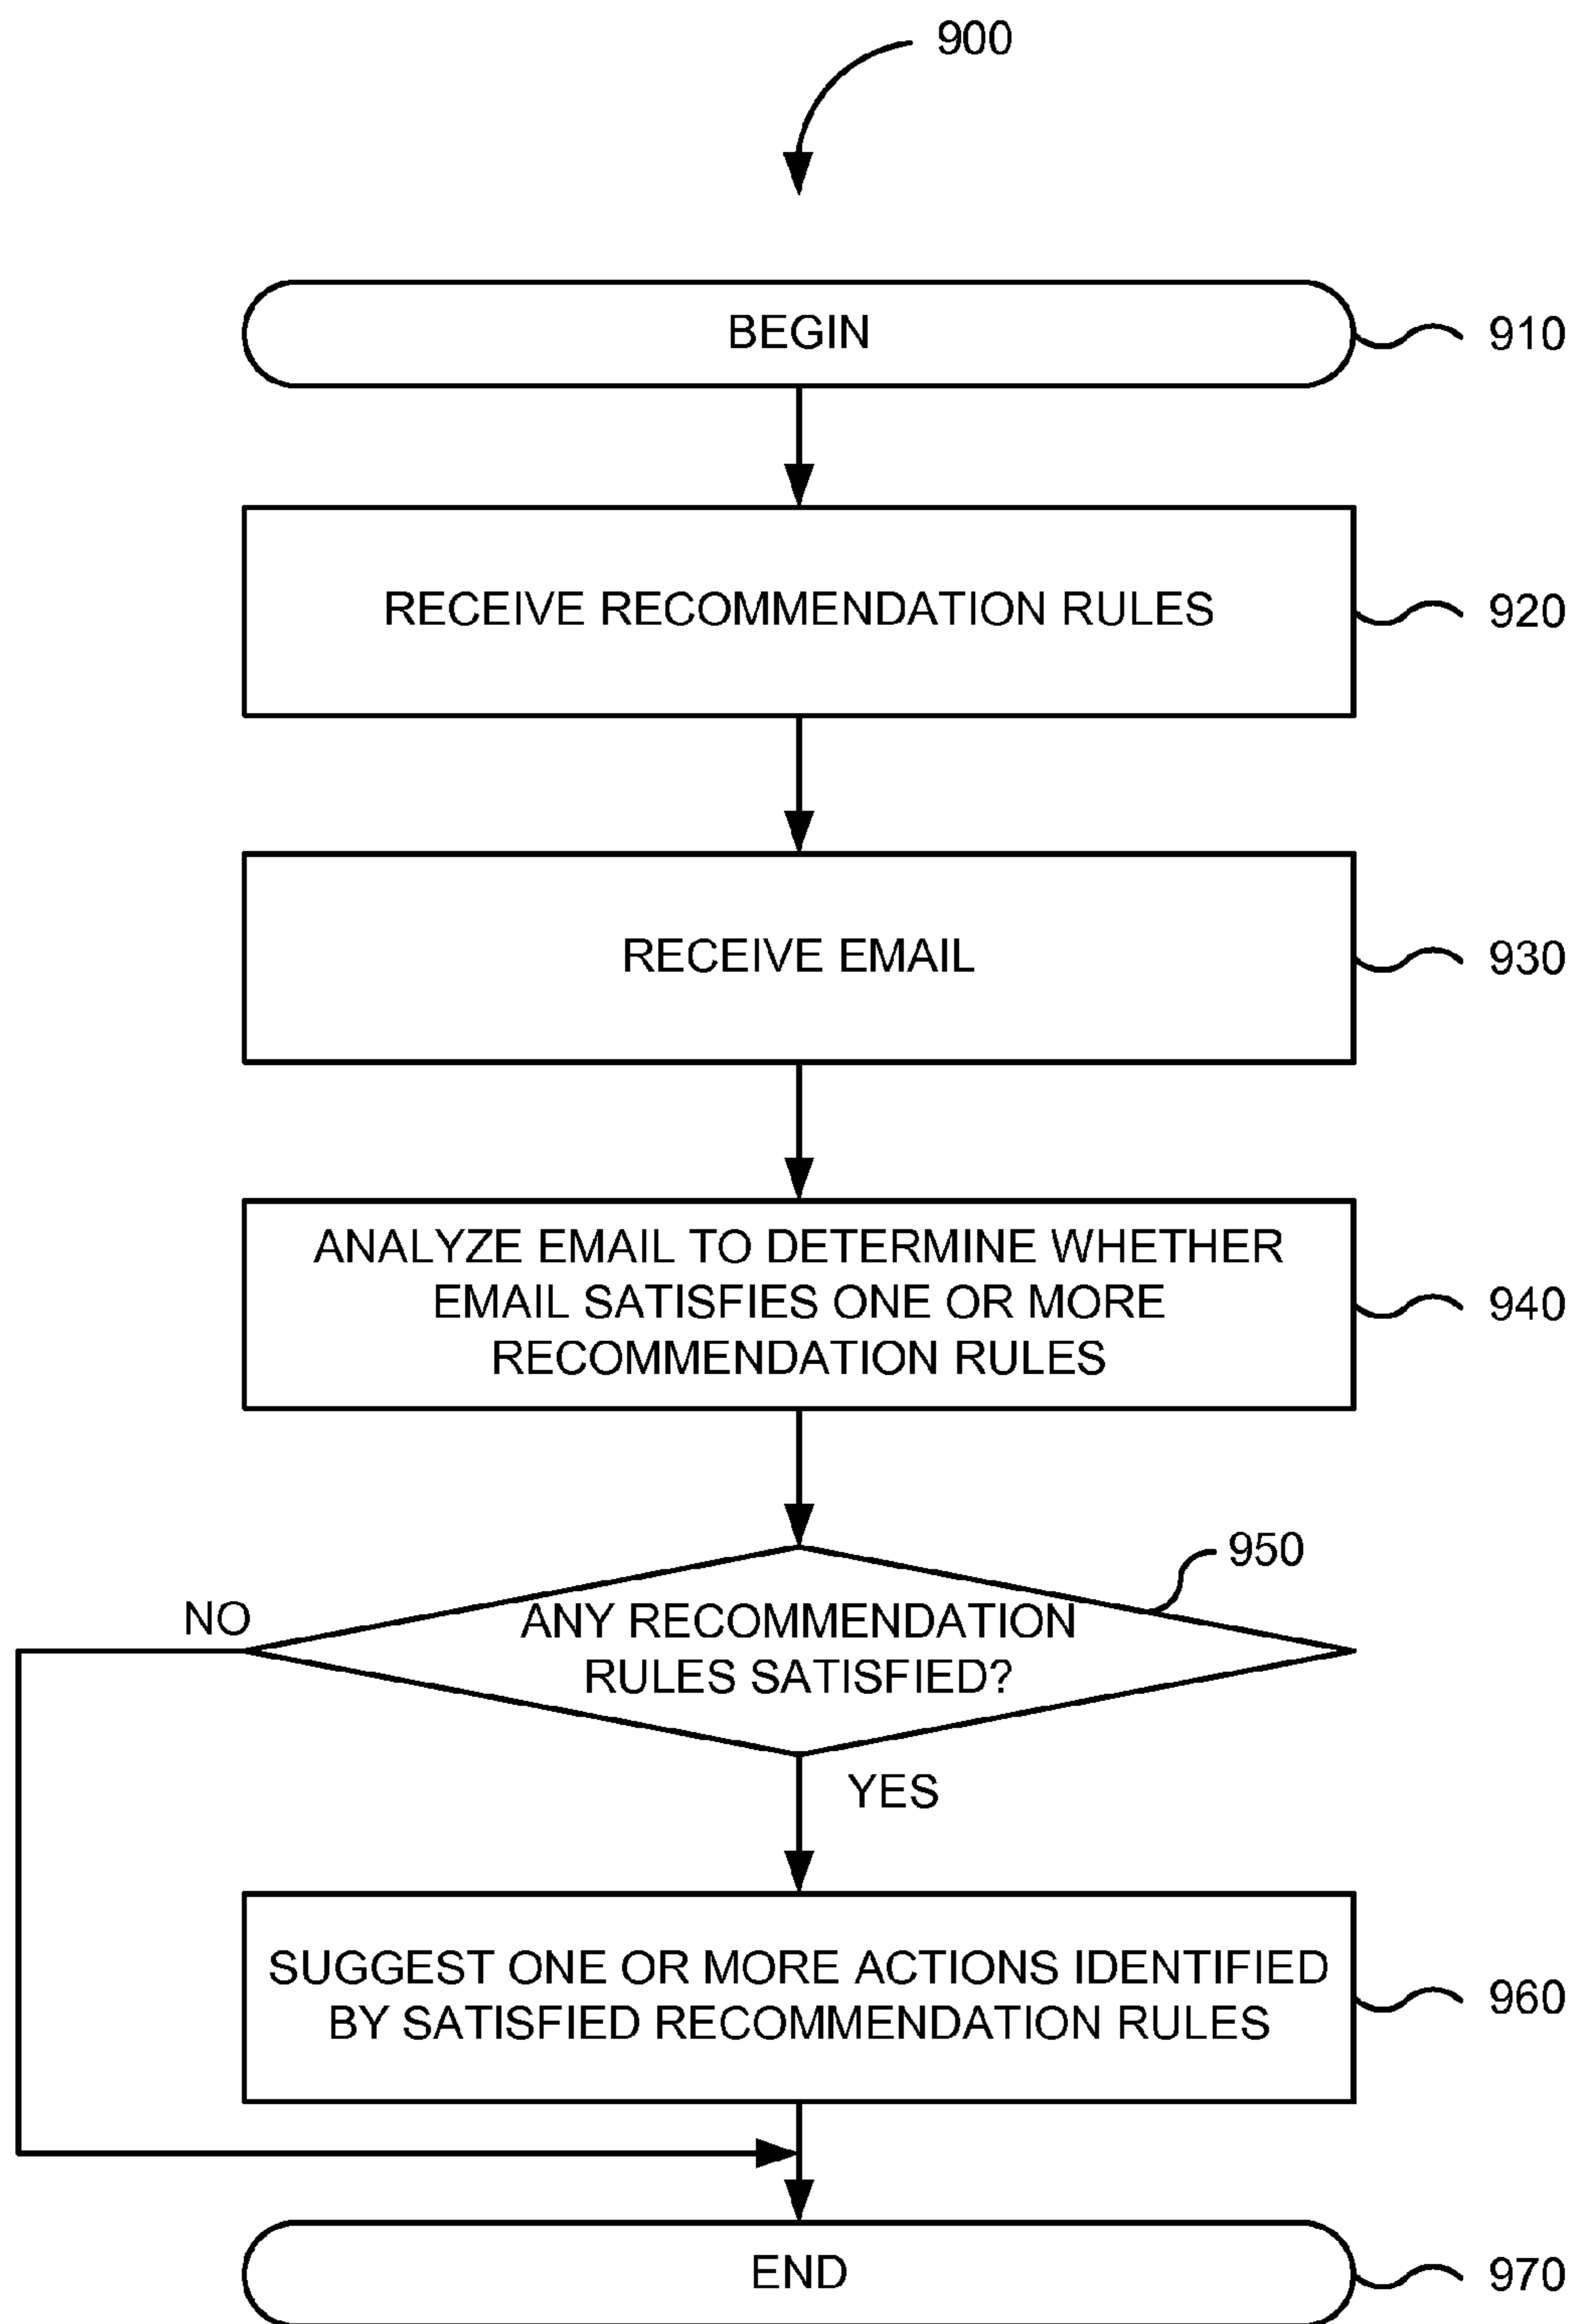 900
BEGIN
910
RECEIVE RECOMMENDATION RULES
920
RECEIVE EMAIL
930
ANALYZE EMAIL TO DETERMINE WHETHER
EMAIL SATISFIES ONE OR MORE
RECOMMENDATION RULES
940
950
NO
ANY RECOMMENDATION
RULES SATISFIED?
YES
SUGGEST ONE OR MORE ACTIONS IDENTIFIED
BY SATISFIED RECOMMENDATION RULES
960
END
970